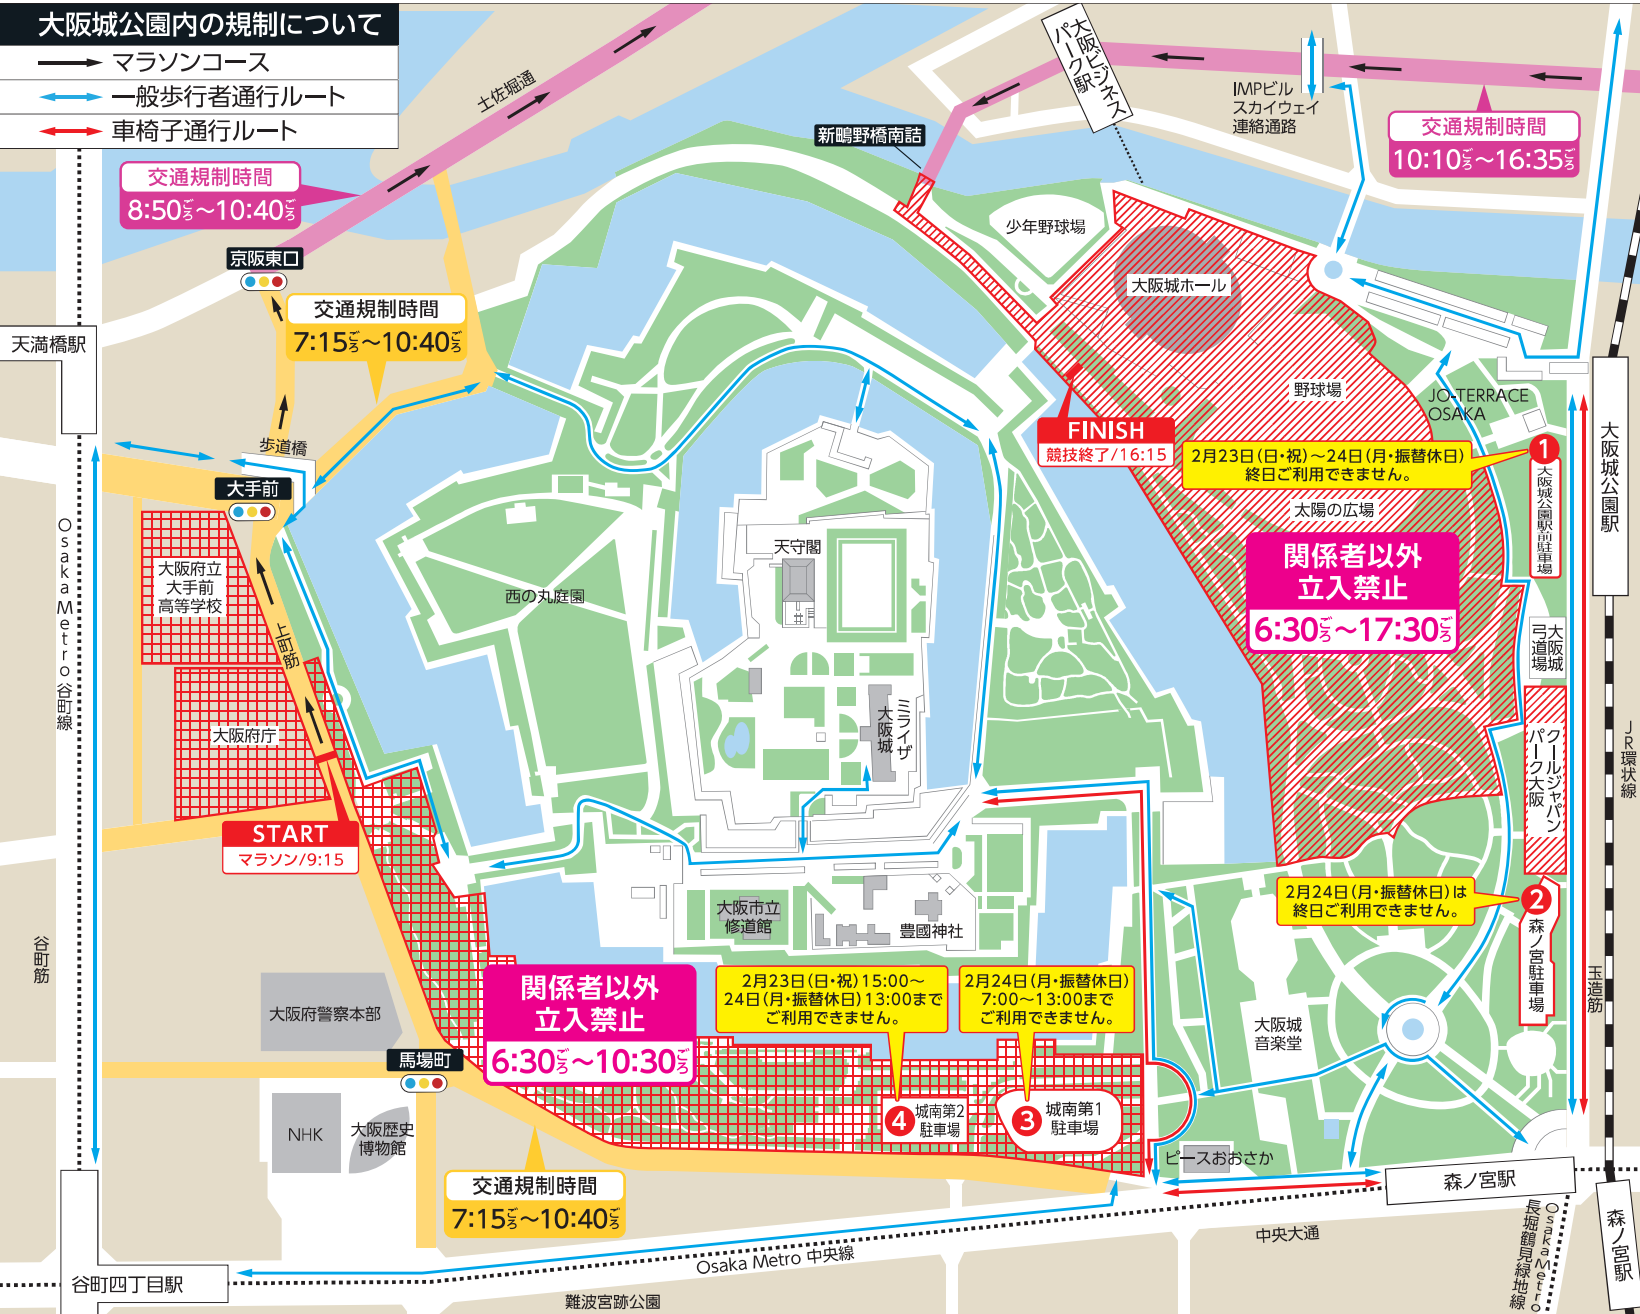 大阪城公園内の規制について
マラソンコース
一般歩行者通行ルート
車椅子通行ルート
土佐堀通
大阪ビジネス
パーク駅
IMPビル
スカイウェイ
連絡通路
交通規制時間
10:10ごろ～16:35ごろ
新鴫野橋南詰
交通規制時間
8:50ごろ～10:40ごろ
京阪東口
少年野球場
大阪城ホール
交通規制時間
7:15ごろ～10:40ごろ
天満橋駅
野球場
JO-TERRACE
OSAKA
FINISH
競技終了/16:15
2月23日(日・祝)～24日(月・振替休日)
終日ご利用できません。
1
大阪城公園駅前駐車場
大阪城公園駅
歩道橋
大手前
太陽の広場
関係者以外
立入禁止
6:30ごろ～17:30ごろ
Osaka Metro 谷町線
大阪府立
大手前
高等学校
上町筋
西の丸庭園
天守閣
大阪城
弓道場
大阪府庁
ミライザ
大阪城
クールジャパン
パーク大阪
JR環状線
START
マラソン/9:15
2月24日(月・振替休日)は
終日ご利用できません。
2
森ノ宮駐車場
玉造筋
大阪市立
修道館
豊國神社
谷町筋
大阪府警察本部
関係者以外
立入禁止
6:30ごろ～10:30ごろ
2月23日(日・祝)15:00～
24日(月・振替休日)13:00まで
ご利用できません。
2月24日(月・振替休日)
7:00～13:00まで
ご利用できません。
大阪城
音楽堂
馬場町
4
城南第2
駐車場
3
城南第1
駐車場
NHK
大阪歴史
博物館
ピースおおさか
交通規制時間
7:15ごろ～10:40ごろ
森ノ宮駅
森ノ宮駅
Osaka Metro
長堀鶴見緑地線
中央大通
Osaka Metro 中央線
谷町四丁目駅
難波宮跡公園